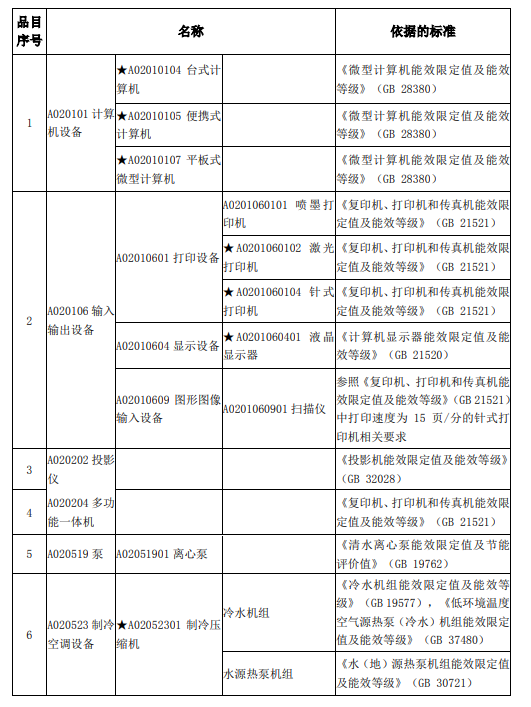 品目
序号
名称
依据的标准
1
A020101 计算
机设备
★A02010104 台式计
算机
《微型计算机能效限定值及能效
等级》（GB 28380）
★A02010105 便携式
计算机
《微型计算机能效限定值及能效
等级》（GB 28380）
★A02010107 平板式
微型计算机
《微型计算机能效限定值及能效
等级》（GB 28380）
2
A020106 输入
输出设备
A02010601 打印设备
A0201060101 喷墨打
印机
《复印机、打印机和传真机能效限
定值及能效等级》（GB 21521）
★A0201060102 激光
打印机
《复印机、打印机和传真机能效限
定值及能效等级》（GB 21521）
★A0201060104 针式
打印机
《复印机、打印机和传真机能效限
定值及能效等级》（GB 21521）
A02010604 显示设备
★A0201060401 液晶
显示器
《计算机显示器能效限定值及能
效等级》（GB 21520）
A02010609 图形图像
输入设备
A0201060901 扫描仪
参照《复印机、打印机和传真机能
效限定值及能效等级》（GB 21521）
中打印速度为 15 页/分的针式打
印机相关要求
3
A020202 投影
仪
《投影机能效限定值及能效等级》
（GB 32028）
4
A020204 多功
能一体机
《复印机、打印机和传真机能效限
定值及能效等级》（GB 21521）
5
A020519 泵
A02051901 离心泵
《清水离心泵能效限定值及节能
评价值》（GB 19762）
6
A020523 制冷
空调设备
★A02052301 制冷压
缩机
冷水机组
《冷水机组能效限定值及能效等
级》（GB 19577），《低环境温度
空气源热泵（冷水）机组能效限定
值及能效等级》（GB 37480）
水源热泵机组
《水（地）源热泵机组能效限定值
及能效等级》（GB 30721）